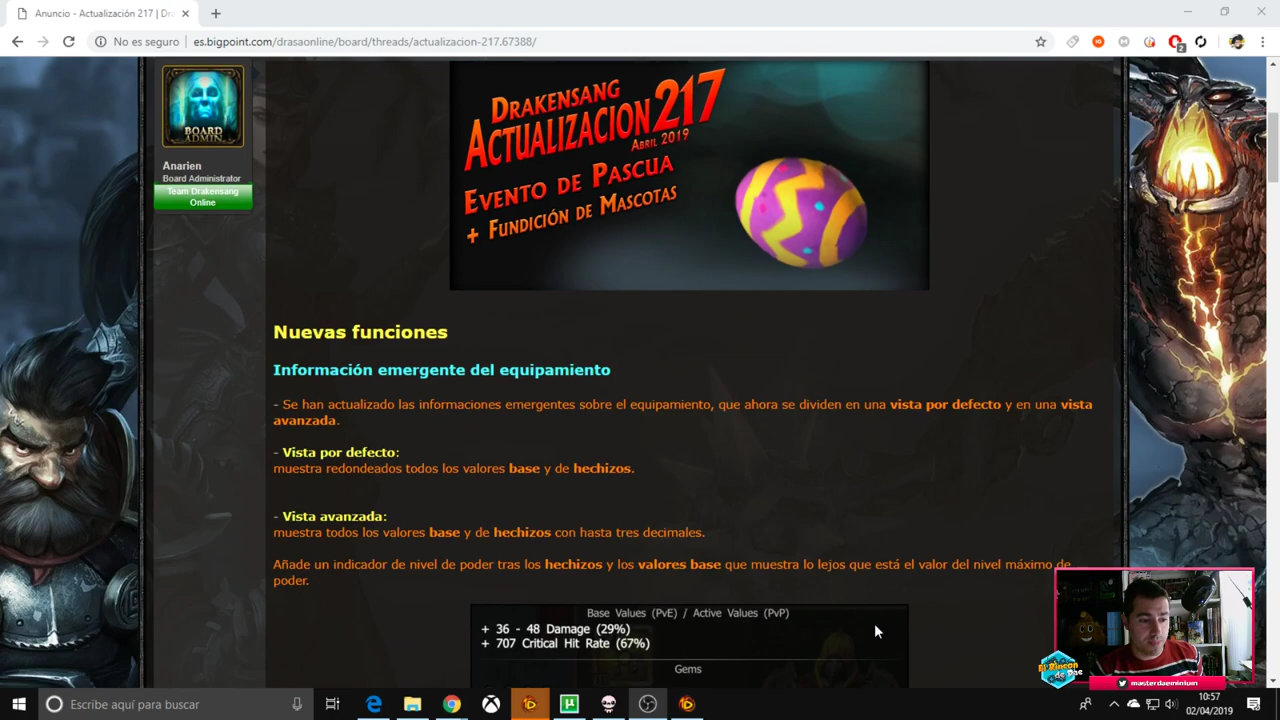 Anuncio - Actualización 217 | Dr
No es seguro | es.bigpoint.com/drasaonline/board/threads/actualizacion-217.67388/
2
BOARD
ADMIN
Anarien
Board Administrator
Team Drakensang
Online
DRAKENSANG
ACTUALIZACION 217
ABRIL 2019
EVENTO DE PASCUA
+ FUNDICIÓN DE MASCOTAS
Nuevas funciones
Información emergente del equipamiento
- Se han actualizado las informaciones emergentes sobre el equipamiento, que ahora se dividen en una vista por defecto y en una vista
avanzada.
- Vista por defecto:
muestra redondeados todos los valores base y de hechizos.
- Vista avanzada:
muestra todos los valores base y de hechizos con hasta tres decimales.
Añade un indicador de nivel de poder tras los hechizos y los valores base que muestra lo lejos que está el valor del nivel máximo de
poder.
Base Values (PvE) / Active Values (PvP)
+ 36 - 48 Damage (29%)
+ 707 Critical Hit Rate (67%)
Gems
El Rincon
de Dae
masterdaeminium
Escribe aquí para buscar
10:57
02/04/2019